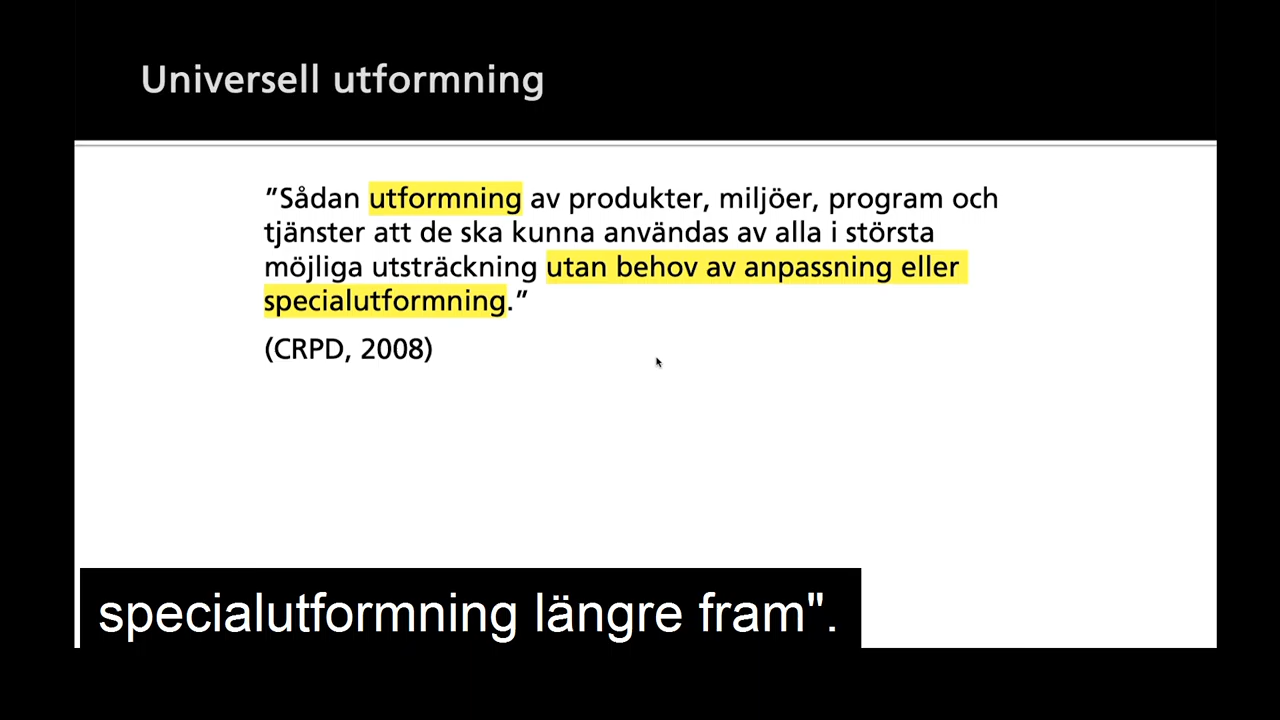 Universell utformning
”Sådan utformning av produkter, miljöer, program och
tjänster att de ska kunna användas av alla i största
möjliga utsträckning utan behov av anpassning eller
specialutformning.”
(CRPD, 2008)
specialutformning längre fram".